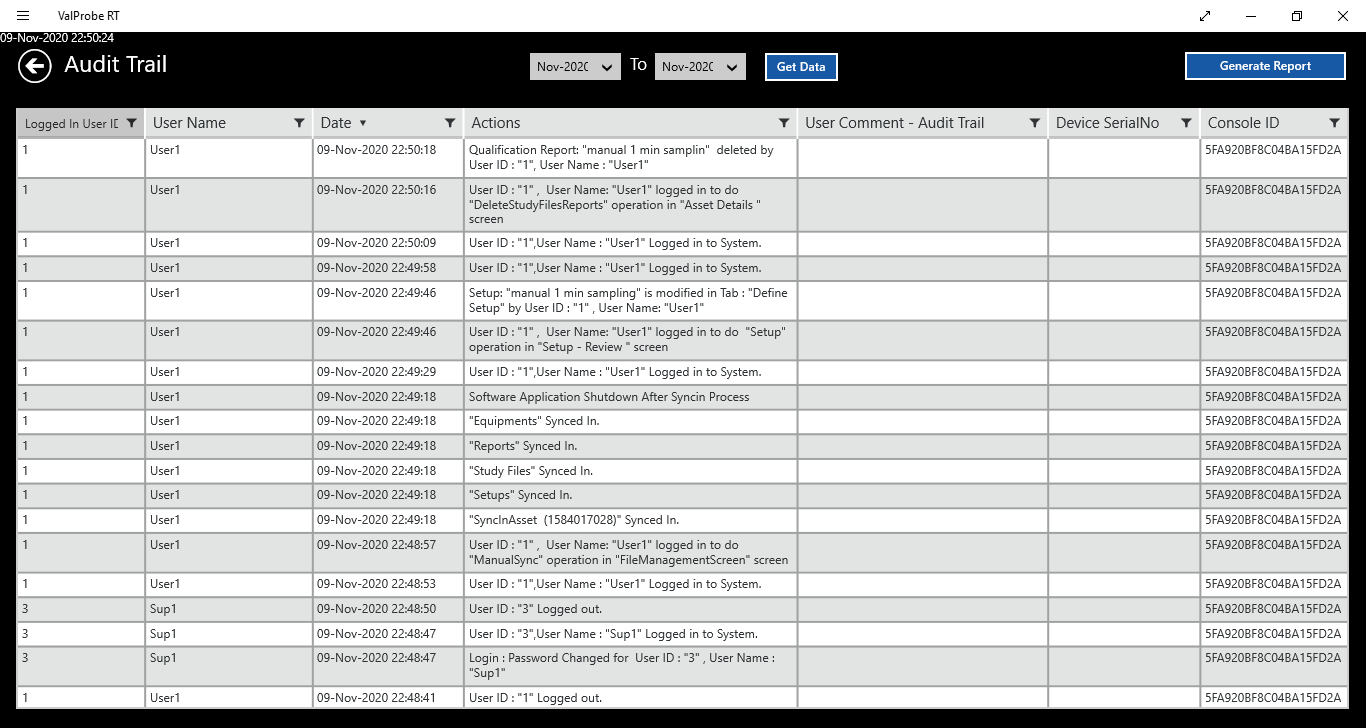 ValProbe RT
09-Nov-2020 22:50:24
Audit Trail
Nov-202
To
Nov-202
Get Data
Generate Report
Logged In User ID User Name Date Actions User Comment - Audit Trail Device SerialNo Console ID
1 User1 09-Nov-2020 22:50:18 Qualification Report: "manual 1 min samplin"  deleted by 5FA920BF8C04BA15FD2A
User ID : "1", User Name : "User1"
1 User1 09-Nov-2020 22:50:16 User ID : "1" ,  User Name: "User1" logged in to do 5FA920BF8C04BA15FD2A
"DeleteStudyFilesReports" operation in "Asset Details "
screen
1 User1 09-Nov-2020 22:50:09 User ID : "1",User Name : "User1" Logged in to System. 5FA920BF8C04BA15FD2A
1 User1 09-Nov-2020 22:49:58 User ID : "1",User Name : "User1" Logged in to System. 5FA920BF8C04BA15FD2A
1 User1 09-Nov-2020 22:49:46 Setup: "manual 1 min sampling" is modified in Tab : "Define 5FA920BF8C04BA15FD2A
Setup" by User ID : "1" , User Name: "User1"
1 User1 09-Nov-2020 22:49:46 User ID : "1" ,  User Name: "User1" logged in to do  "Setup" 5FA920BF8C04BA15FD2A
operation in "Setup - Review " screen
1 User1 09-Nov-2020 22:49:29 User ID : "1",User Name : "User1" Logged in to System. 5FA920BF8C04BA15FD2A
1 User1 09-Nov-2020 22:49:18 Software Application Shutdown After Syncin Process 5FA920BF8C04BA15FD2A
1 User1 09-Nov-2020 22:49:18 "Equipments" Synced In. 5FA920BF8C04BA15FD2A
1 User1 09-Nov-2020 22:49:18 "Reports" Synced In. 5FA920BF8C04BA15FD2A
1 User1 09-Nov-2020 22:49:18 "Study Files" Synced In. 5FA920BF8C04BA15FD2A
1 User1 09-Nov-2020 22:49:18 "Setups" Synced In. 5FA920BF8C04BA15FD2A
1 User1 09-Nov-2020 22:49:18 "SyncInAsset  (1584017028)" Synced In. 5FA920BF8C04BA15FD2A
1 User1 09-Nov-2020 22:48:57 User ID : "1" ,  User Name: "User1" logged in to do 5FA920BF8C04BA15FD2A
"ManualSync" operation in "FileManagementScreen" screen
1 User1 09-Nov-2020 22:48:53 User ID : "1",User Name : "User1" Logged in to System. 5FA920BF8C04BA15FD2A
3 Sup1 09-Nov-2020 22:48:50 User ID : "3" Logged out. 5FA920BF8C04BA15FD2A
3 Sup1 09-Nov-2020 22:48:47 User ID : "3",User Name : "Sup1" Logged in to System. 5FA920BF8C04BA15FD2A
3 Sup1 09-Nov-2020 22:48:47 Login : Password Changed for  User ID : "3" , User Name : 5FA920BF8C04BA15FD2A
"Sup1"
1 User1 09-Nov-2020 22:48:41 User ID : "1" Logged out. 5FA920BF8C04BA15FD2A